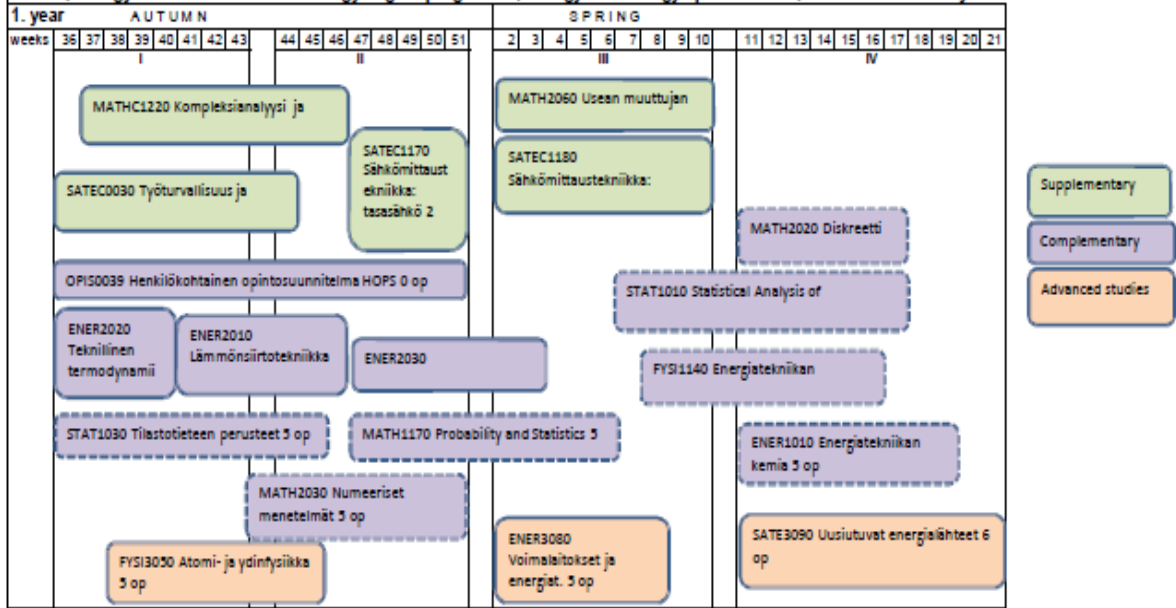 1. year
AUTUMN
SPRING
weeks
36 37 38 39 40 41 42 43
44 45 46 47 48 49 50 51
2 3 4 5 6 7 8 9 10
11 12 13 14 15 16 17 18 19 20 21
I
II
III
IV
MATHC1220 Kompleksianalyysi ja
SATEC0030 Työturvallisuus ja
SATEC1170
Sähkömittaust
ekniikka:
tasasähkö 2
MATH2060 Usean muuttujan
SATEC1180
Sähkömittaustekniikka:
MATH2020 Diskreetti
OPIS0039 Henkilökohtainen opintosuunnitelma HOPS 0 op
STAT1010 Statistical Analysis of
ENER2020
Teknillinen
termodynamii
ENER2010
Lämmönsiirtotekniikka
ENER2030
FYSI1140 Energiatekniikan
STAT1030 Tilastotieteen perusteet 5 op
MATH1170 Probability and Statistics 5
ENER1010 Energiatekniikan
kemia 5 op
MATH2030 Numeeriset
menetelmät 5 op
FYSI3050 Atomi- ja ydinfysiikka
5 op
ENER3080
Voimalaitokset ja
energiat. 5 op
SATE3090 Uusiutuvat energialähteet 6
op
Supplementary
Complementary
Advanced studies